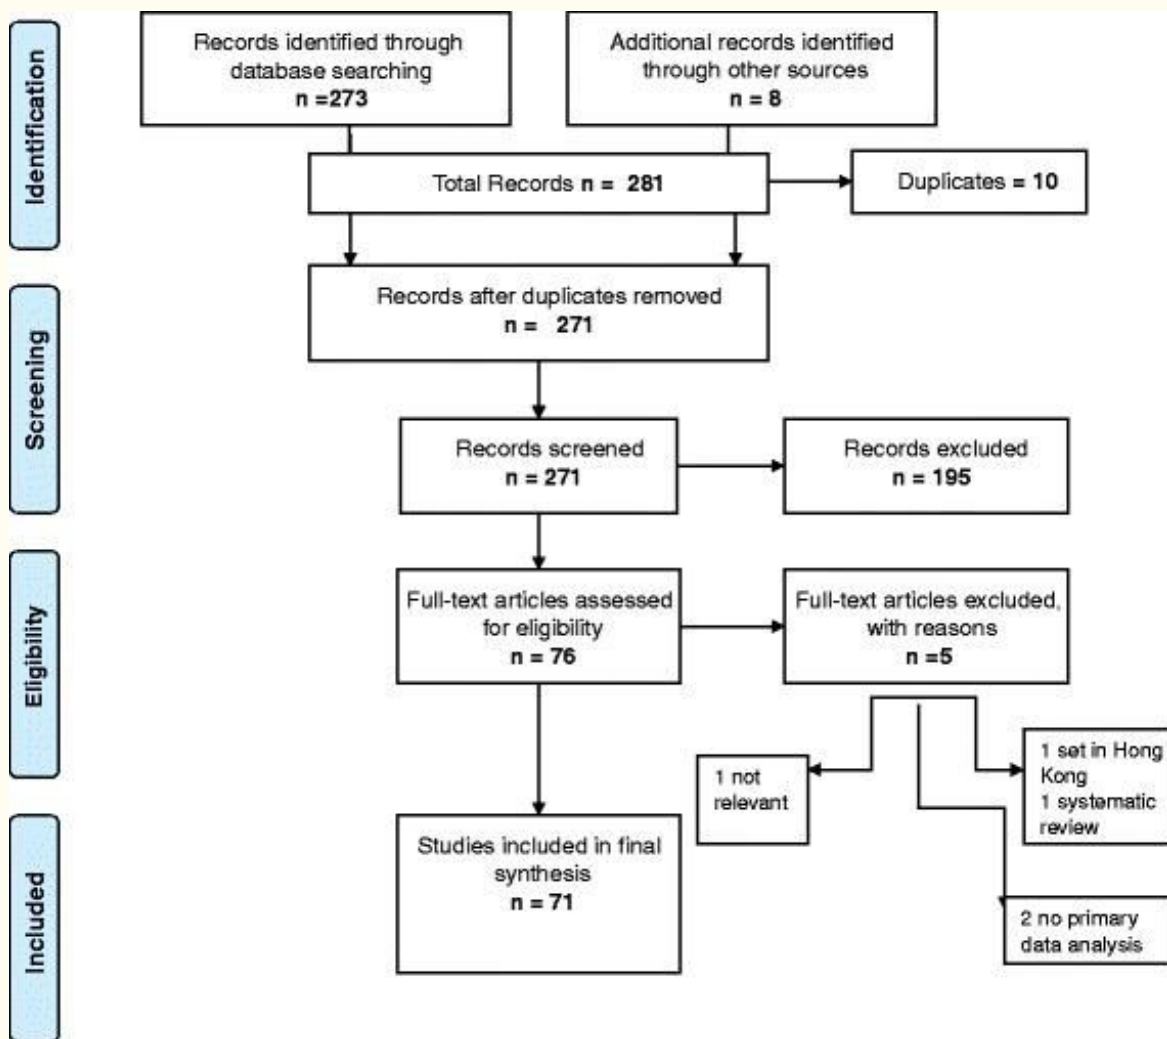 Identification
Records identified through
database searching
n =273
Additional records identified
through other sources
n = 8
Total Records n = 281
Duplicates = 10
Screening
Records after duplicates removed
n = 271
Records screened
n = 271
Records excluded
n = 195
Eligibility
Full-text articles assessed
for eligibility
n = 76
Full-text articles excluded,
with reasons
n =5
1 not
relevant
1 set in Hong
Kong
1 systematic
review
2 no primary
data analysis
Included
Studies included in final
synthesis
n = 71